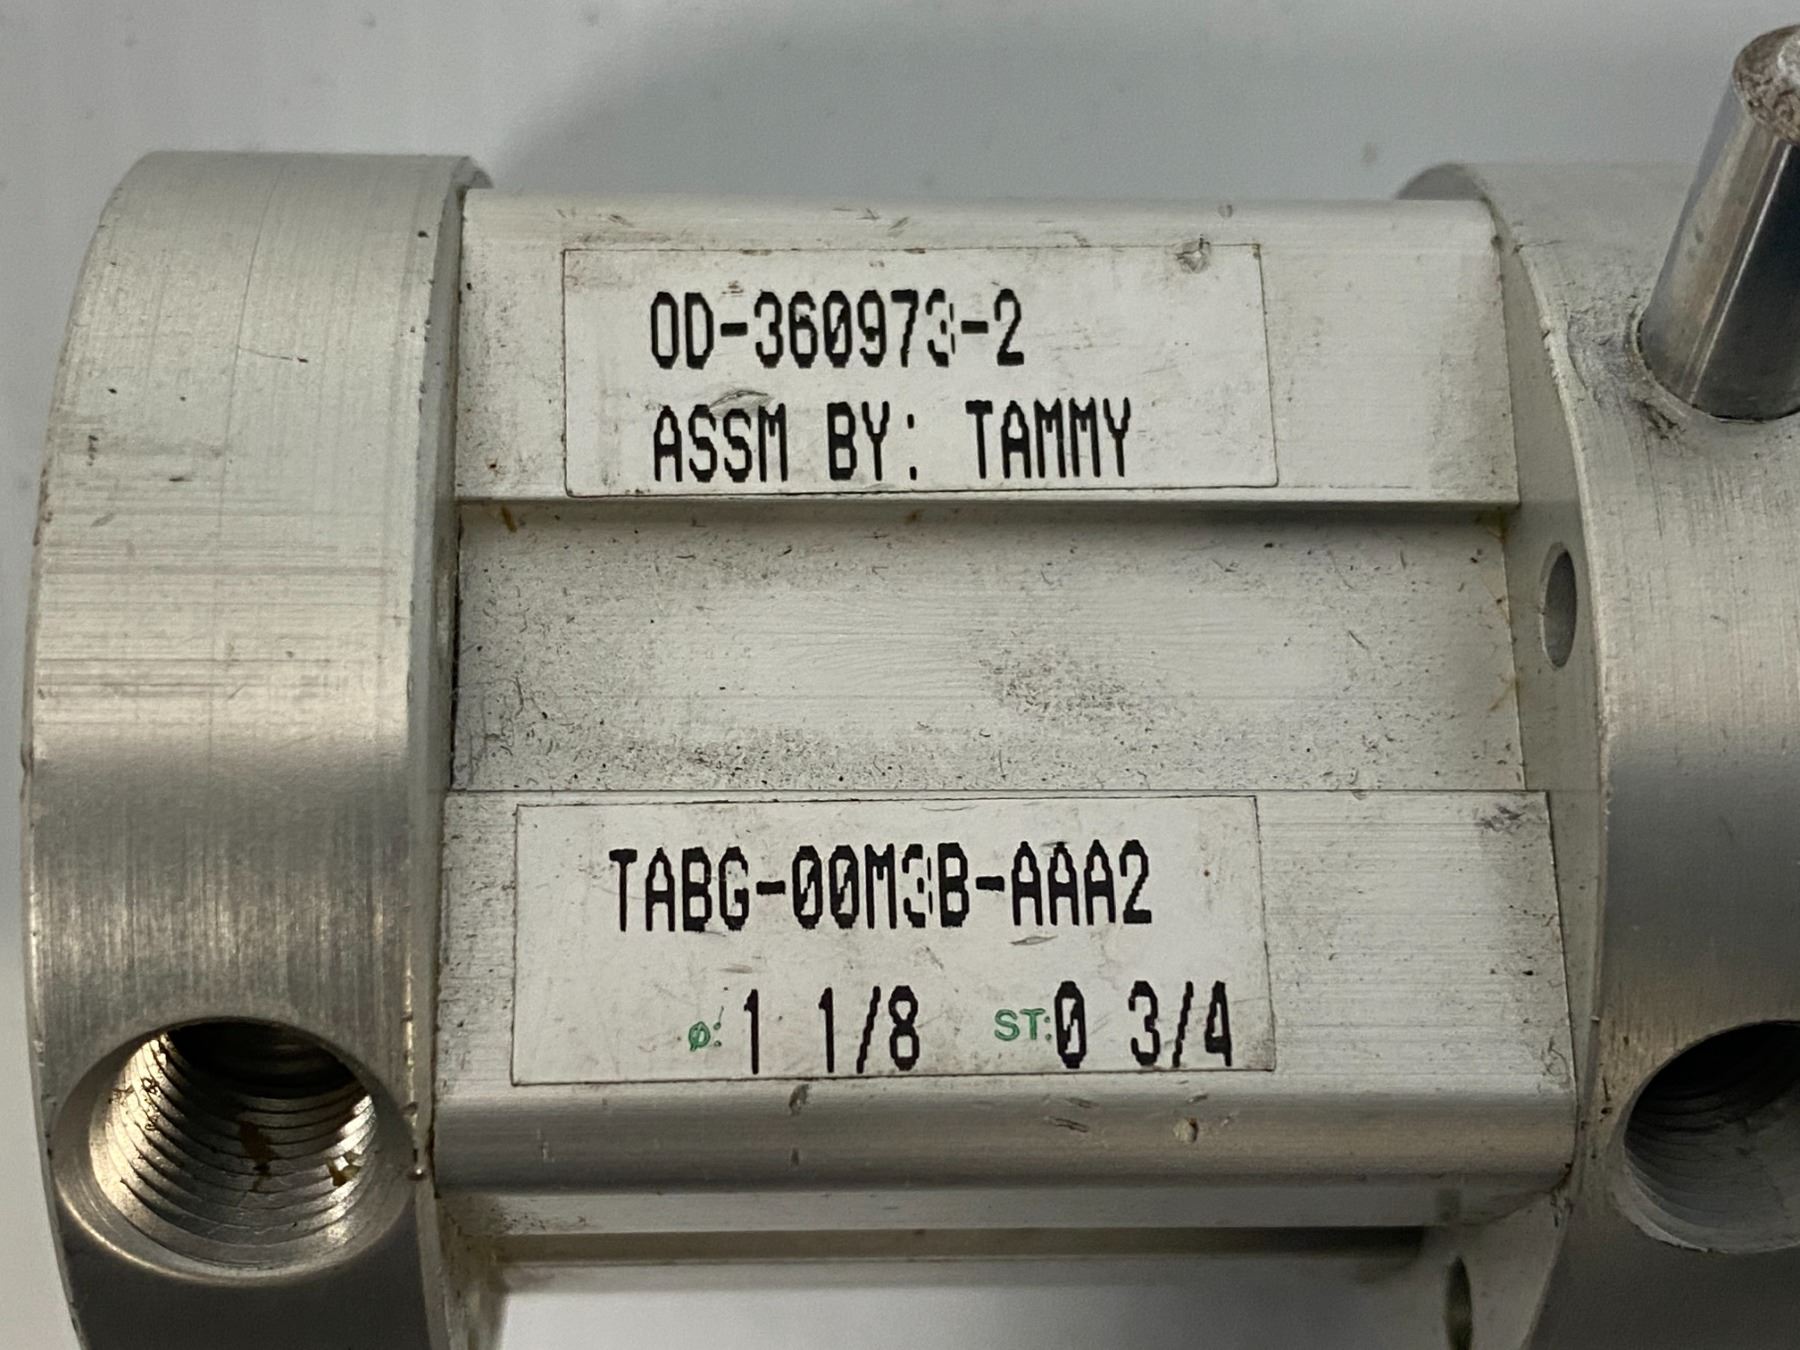 OD-360973-2
ASSM BY: TAMMY
TABG-00M3B-AAA2
Ø: 1 1/8 ST: 0 3/4